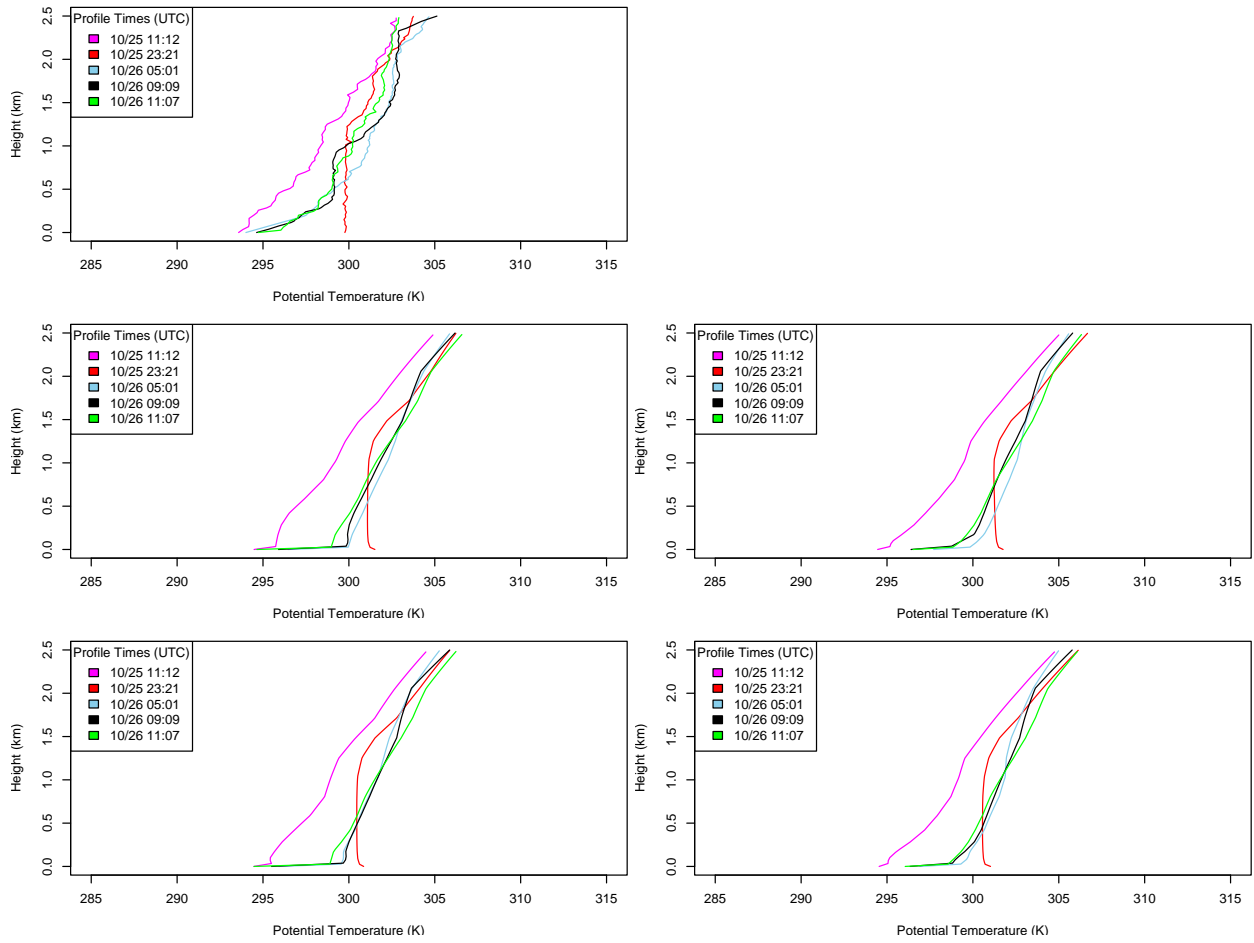 Profile Times (UTC)
10/25 11:12
10/25 23:21
10/26 05:01
10/26 09:09
10/26 11:07
Height (km)
0.0 0.5 1.0 1.5 2.0 2.5
285 290 295 300 305 310 315
Potential Temperature (K)
Profile Times (UTC)
10/25 11:12
10/25 23:21
10/26 05:01
10/26 09:09
10/26 11:07
Height (km)
0.0 0.5 1.0 1.5 2.0 2.5
285 290 295 300 305 310 315
Potential Temperature (K)
Profile Times (UTC)
10/25 11:12
10/25 23:21
10/26 05:01
10/26 09:09
10/26 11:07
Height (km)
0.0 0.5 1.0 1.5 2.0 2.5
285 290 295 300 305 310 315
Potential Temperature (K)
Profile Times (UTC)
10/25 11:12
10/25 23:21
10/26 05:01
10/26 09:09
10/26 11:07
Height (km)
0.0 0.5 1.0 1.5 2.0 2.5
285 290 295 300 305 310 315
Potential Temperature (K)
Profile Times (UTC)
10/25 11:12
10/25 23:21
10/26 05:01
10/26 09:09
10/26 11:07
Height (km)
0.0 0.5 1.0 1.5 2.0 2.5
285 290 295 300 305 310 315
Potential Temperature (K)